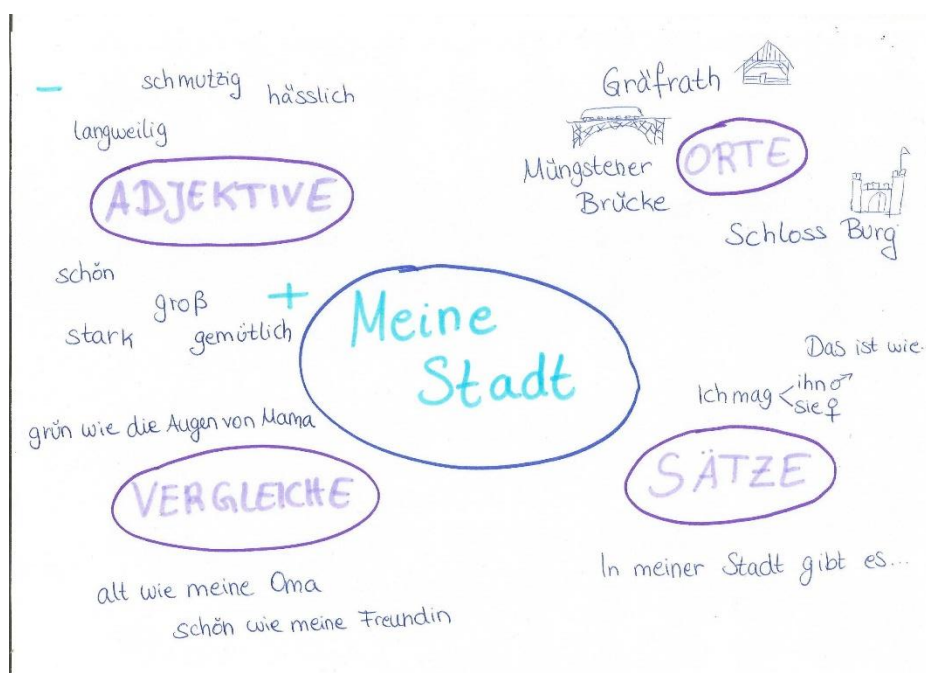 -
schmutzig
hässlich
langweilig
ADJEKTIVE
schön
groß
+
stark
gemütlich
Gräfrath
Müngstener
Brücke
ORTE
Schloss Burg
Meine
Stadt
grün wie die Augen von Mama
VERGLEICHE
alt wie meine Oma
schön wie meine Freundin
Das ist wie.
Ich mag < ihn ♂
sie ♀
SÄTZE
In meiner Stadt gibt es...